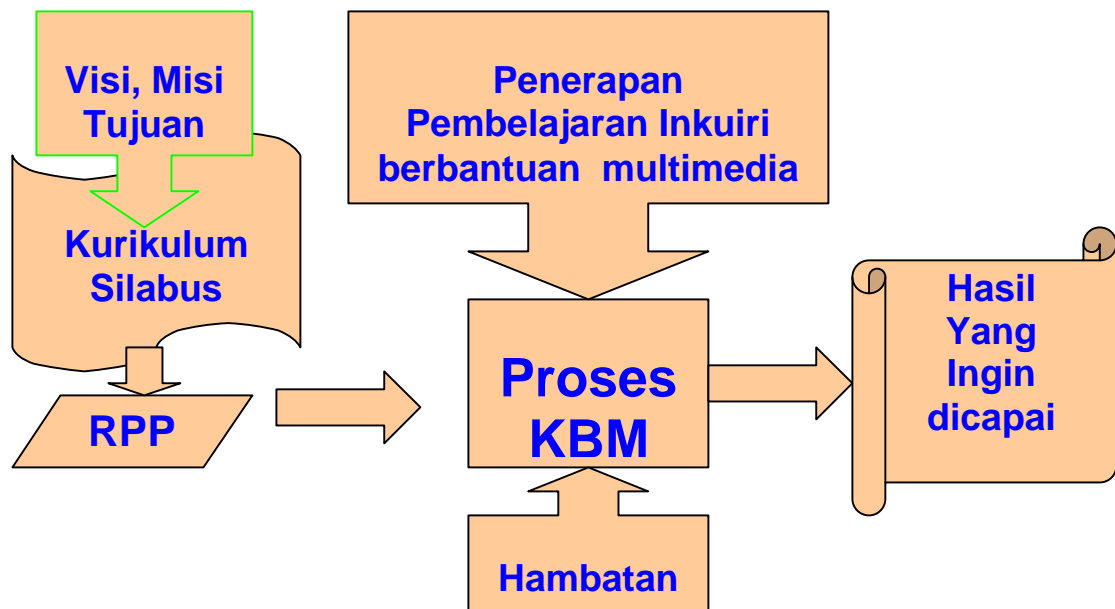 Visi, Misi
Tujuan
Kurikulum
Silabus
RPP
Penerapan
Pembelajaran Inkuiri
berbantuan multimedia
Proses
KBM
Hambatan
Hasil
Yang
Ingin
dicapai